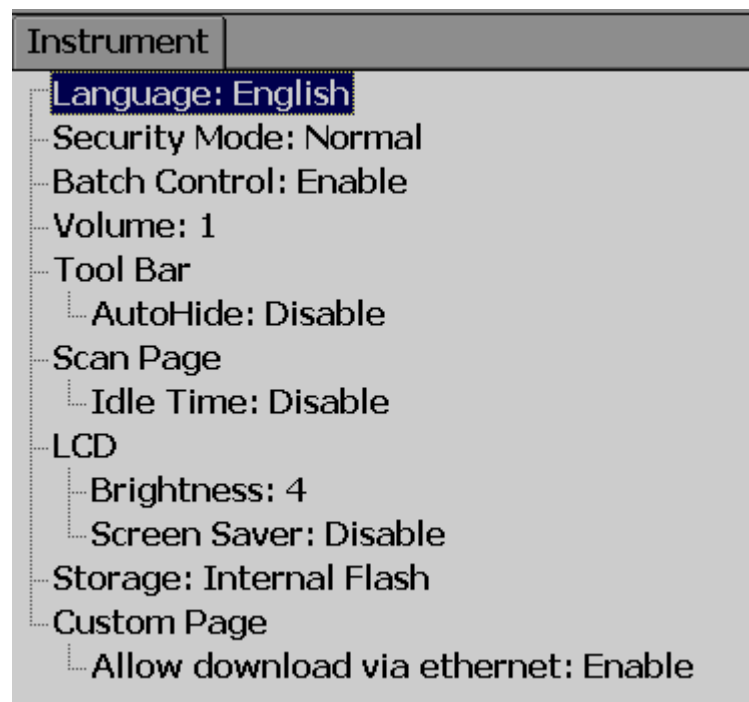 Instrument
Language: English
Security Mode: Normal
Batch Control: Enable
Volume: 1
Tool Bar
AutoHide: Disable
Scan Page
Idle Time: Disable
LCD
Brightness: 4
Screen Saver: Disable
Storage: Internal Flash
Custom Page
Allow download via ethernet: Enable